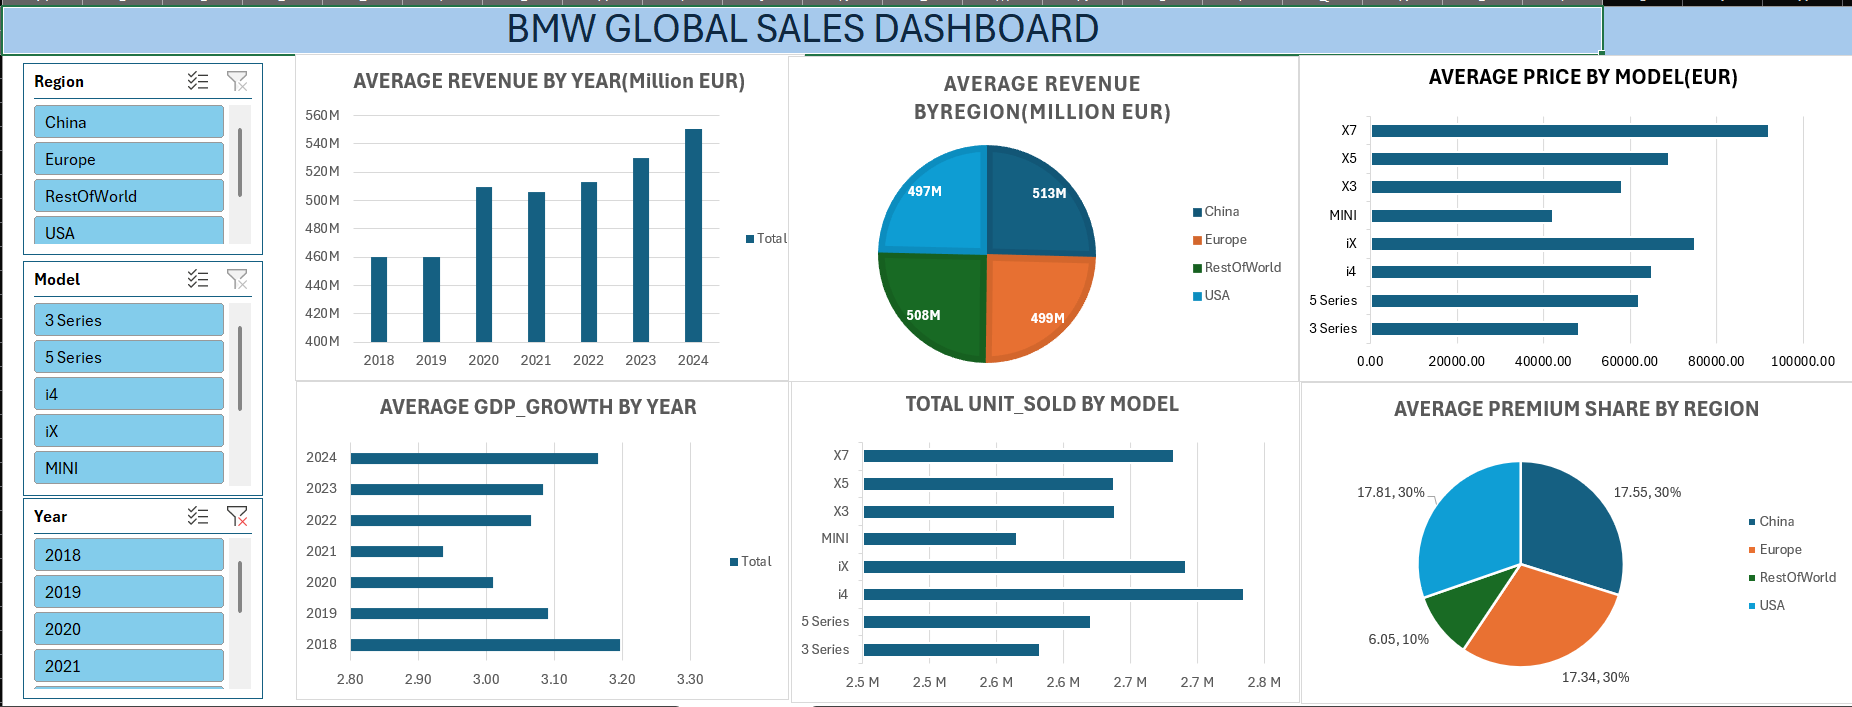 BMW GLOBAL SALES DASHBOARD
Region
China
Europe
RestOfWorld
USA
Model
3 Series
5 Series
i4
iX
MINI
Year
2018
2019
2020
2021
AVERAGE REVENUE BY YEAR(Million EUR)
560M
540M
520M
500M
480M
460M
440M
420M
400M
2018 2019 2020 2021 2022 2023 2024
Total
AVERAGE REVENUE
BYREGION(MILLION EUR)
497M
513M
508M
499M
China
Europe
RestOfWorld
USA
AVERAGE PRICE BY MODEL(EUR)
X7
X5
X3
MINI
iX
i4
5 Series
3 Series
0.00 20000.00 40000.00 60000.00 80000.00 100000.00
AVERAGE GDP_GROWTH BY YEAR
2024
2023
2022
2021
2020
2019
2018
2.80 2.90 3.00 3.10 3.20 3.30
Total
TOTAL UNIT_SOLD BY MODEL
X7
X5
X3
MINI
iX
i4
5 Series
3 Series
2.5 M 2.5 M 2.6 M 2.6 M 2.7 M 2.7 M 2.8 M
AVERAGE PREMIUM SHARE BY REGION
17.81, 30%
17.55, 30%
6.05, 10%
17.34, 30%
China
Europe
RestOfWorld
USA